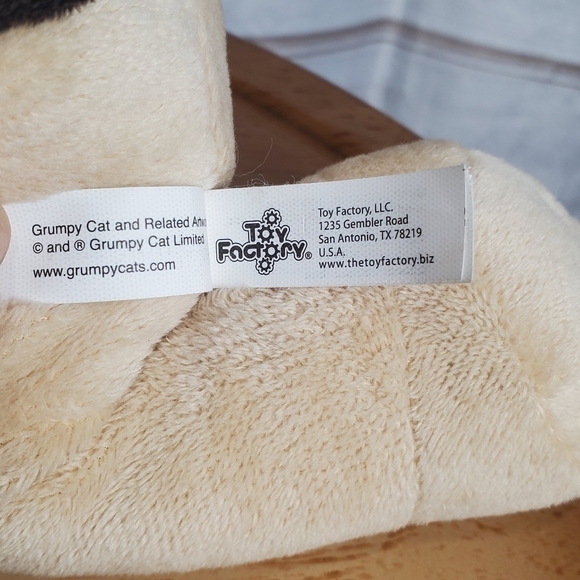 Grumpy Cat and Related
© and ® Grumpy Cat Limited
www.grumpycats.com
Toy
Factory®
Toy Factory, LLC.
1235 Gembler Road
San Antonio, TX 78219
U.S.A.
www.thetoyfactory.biz